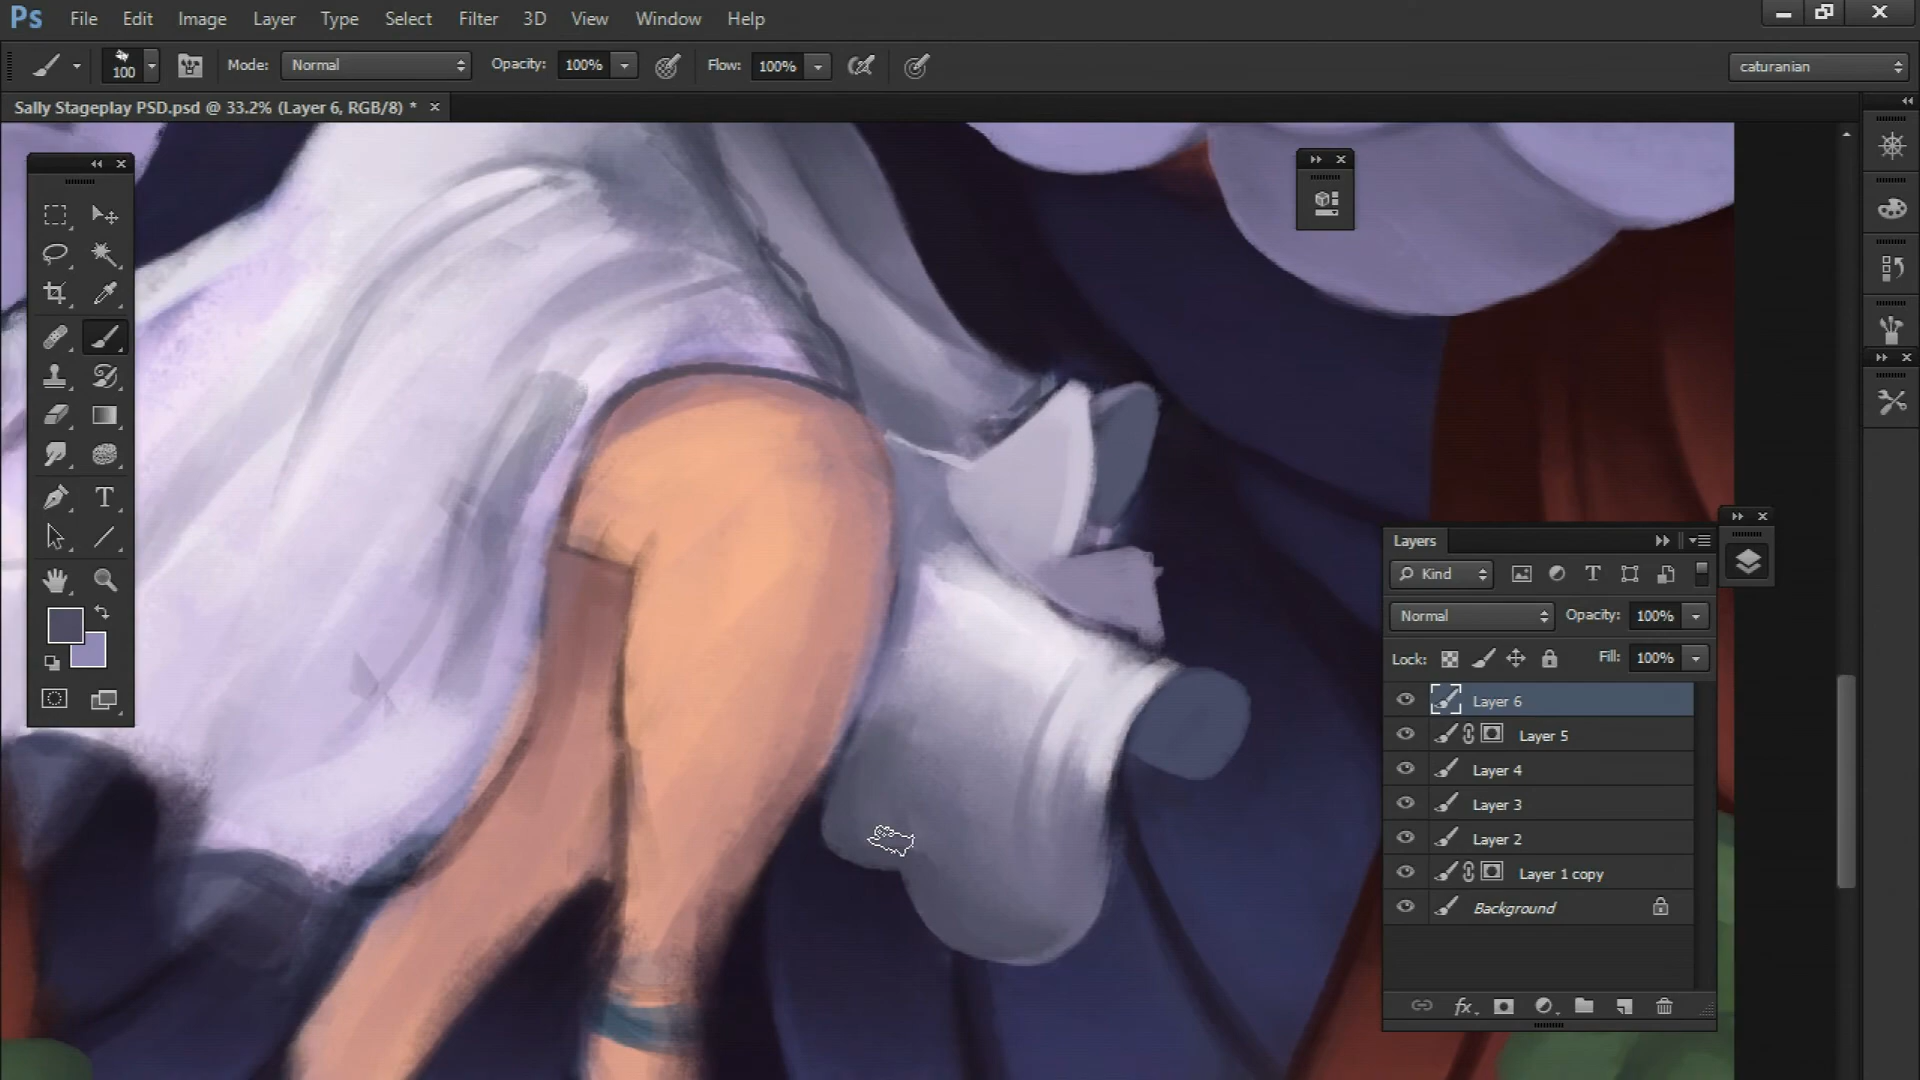 Ps File Edit Image Layer Type Select Filter 3D View Window Help
100 Mode: Normal Opacity: 100% Flow: 100% caturanian
Sally Stageplay PSD.psd @ 33.2% (Layer 6, RGB/8) *
Layers
Kind
Normal Opacity: 100%
Lock: Fill: 100%
Layer 6
Layer 5
Layer 4
Layer 3
Layer 2
Layer 1 copy
Background